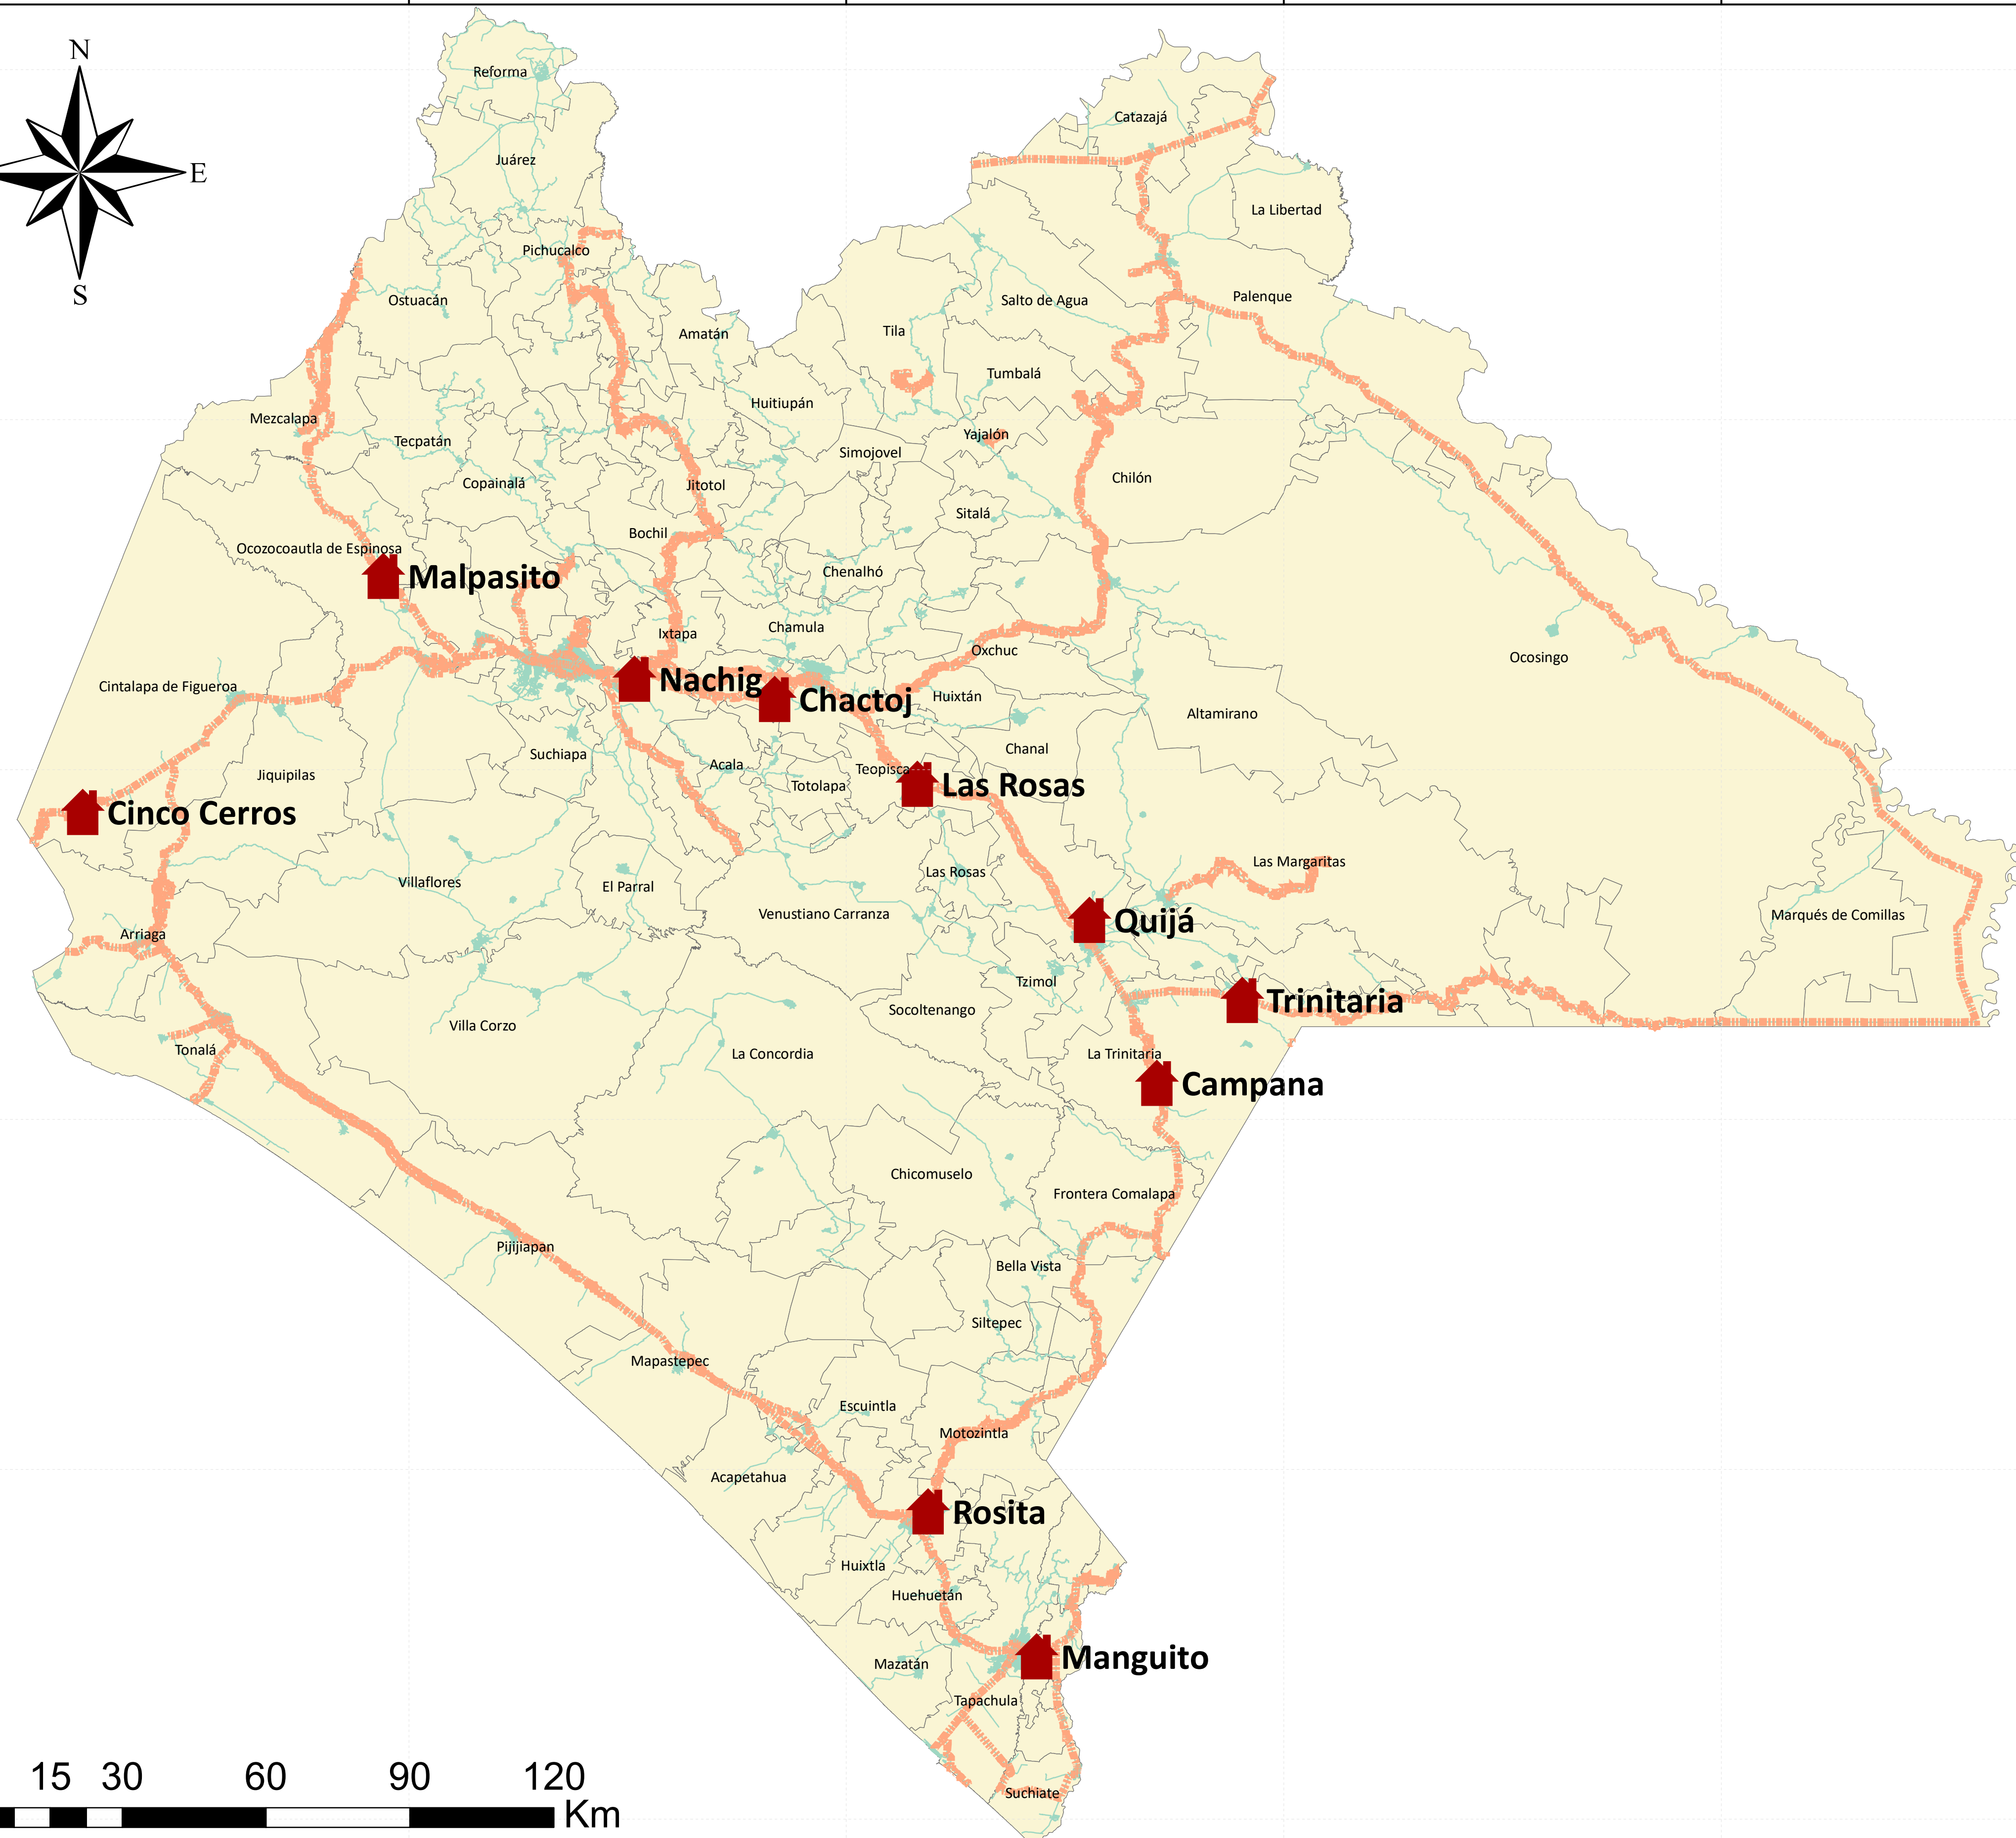 N
E
S
Reforma
Catazajá
Juárez
La Libertad
Pichucalco
Ostuacán
Salto de Agua
Palenque
Amatán
Tila
Tumbalá
Huitiupán
Mezcalapa
Tecpatán
Yajalón
Simojovel
Copainalá
Jitotol
Chilón
Sitalá
Bochil
Ocozocoautla de Espinosa
Malpasito
Chenalhó
Ixtapa
Chamula
Oxchuc
Ocosingo
Nachig
Cintalapa de Figueroa
Chactoj
Huixtán
Altamirano
Chanal
Suchiapa
Acala
Teopisca
Jiquipilas
Totolapa
Las Rosas
Cinco Cerros
Las Margaritas
Las Rosas
Villaflores
El Parral
Venustiano Carranza
Marqués de Comillas
Quijá
Arriaga
Tzimol
Trinitaria
Socoltenango
Villa Corzo
Tonalá
La Concordia
La Trinitaria
Campana
Chicomuselo
Frontera Comalapa
Pijijiapan
Bella Vista
Siltepec
Mapastepec
Escuintla
Motozintla
Acapetahua
Rosita
Huixtla
Huehuetán
Manguito
Mazatán
Tapachula
Suchiate
15 30 60 90 120
Km